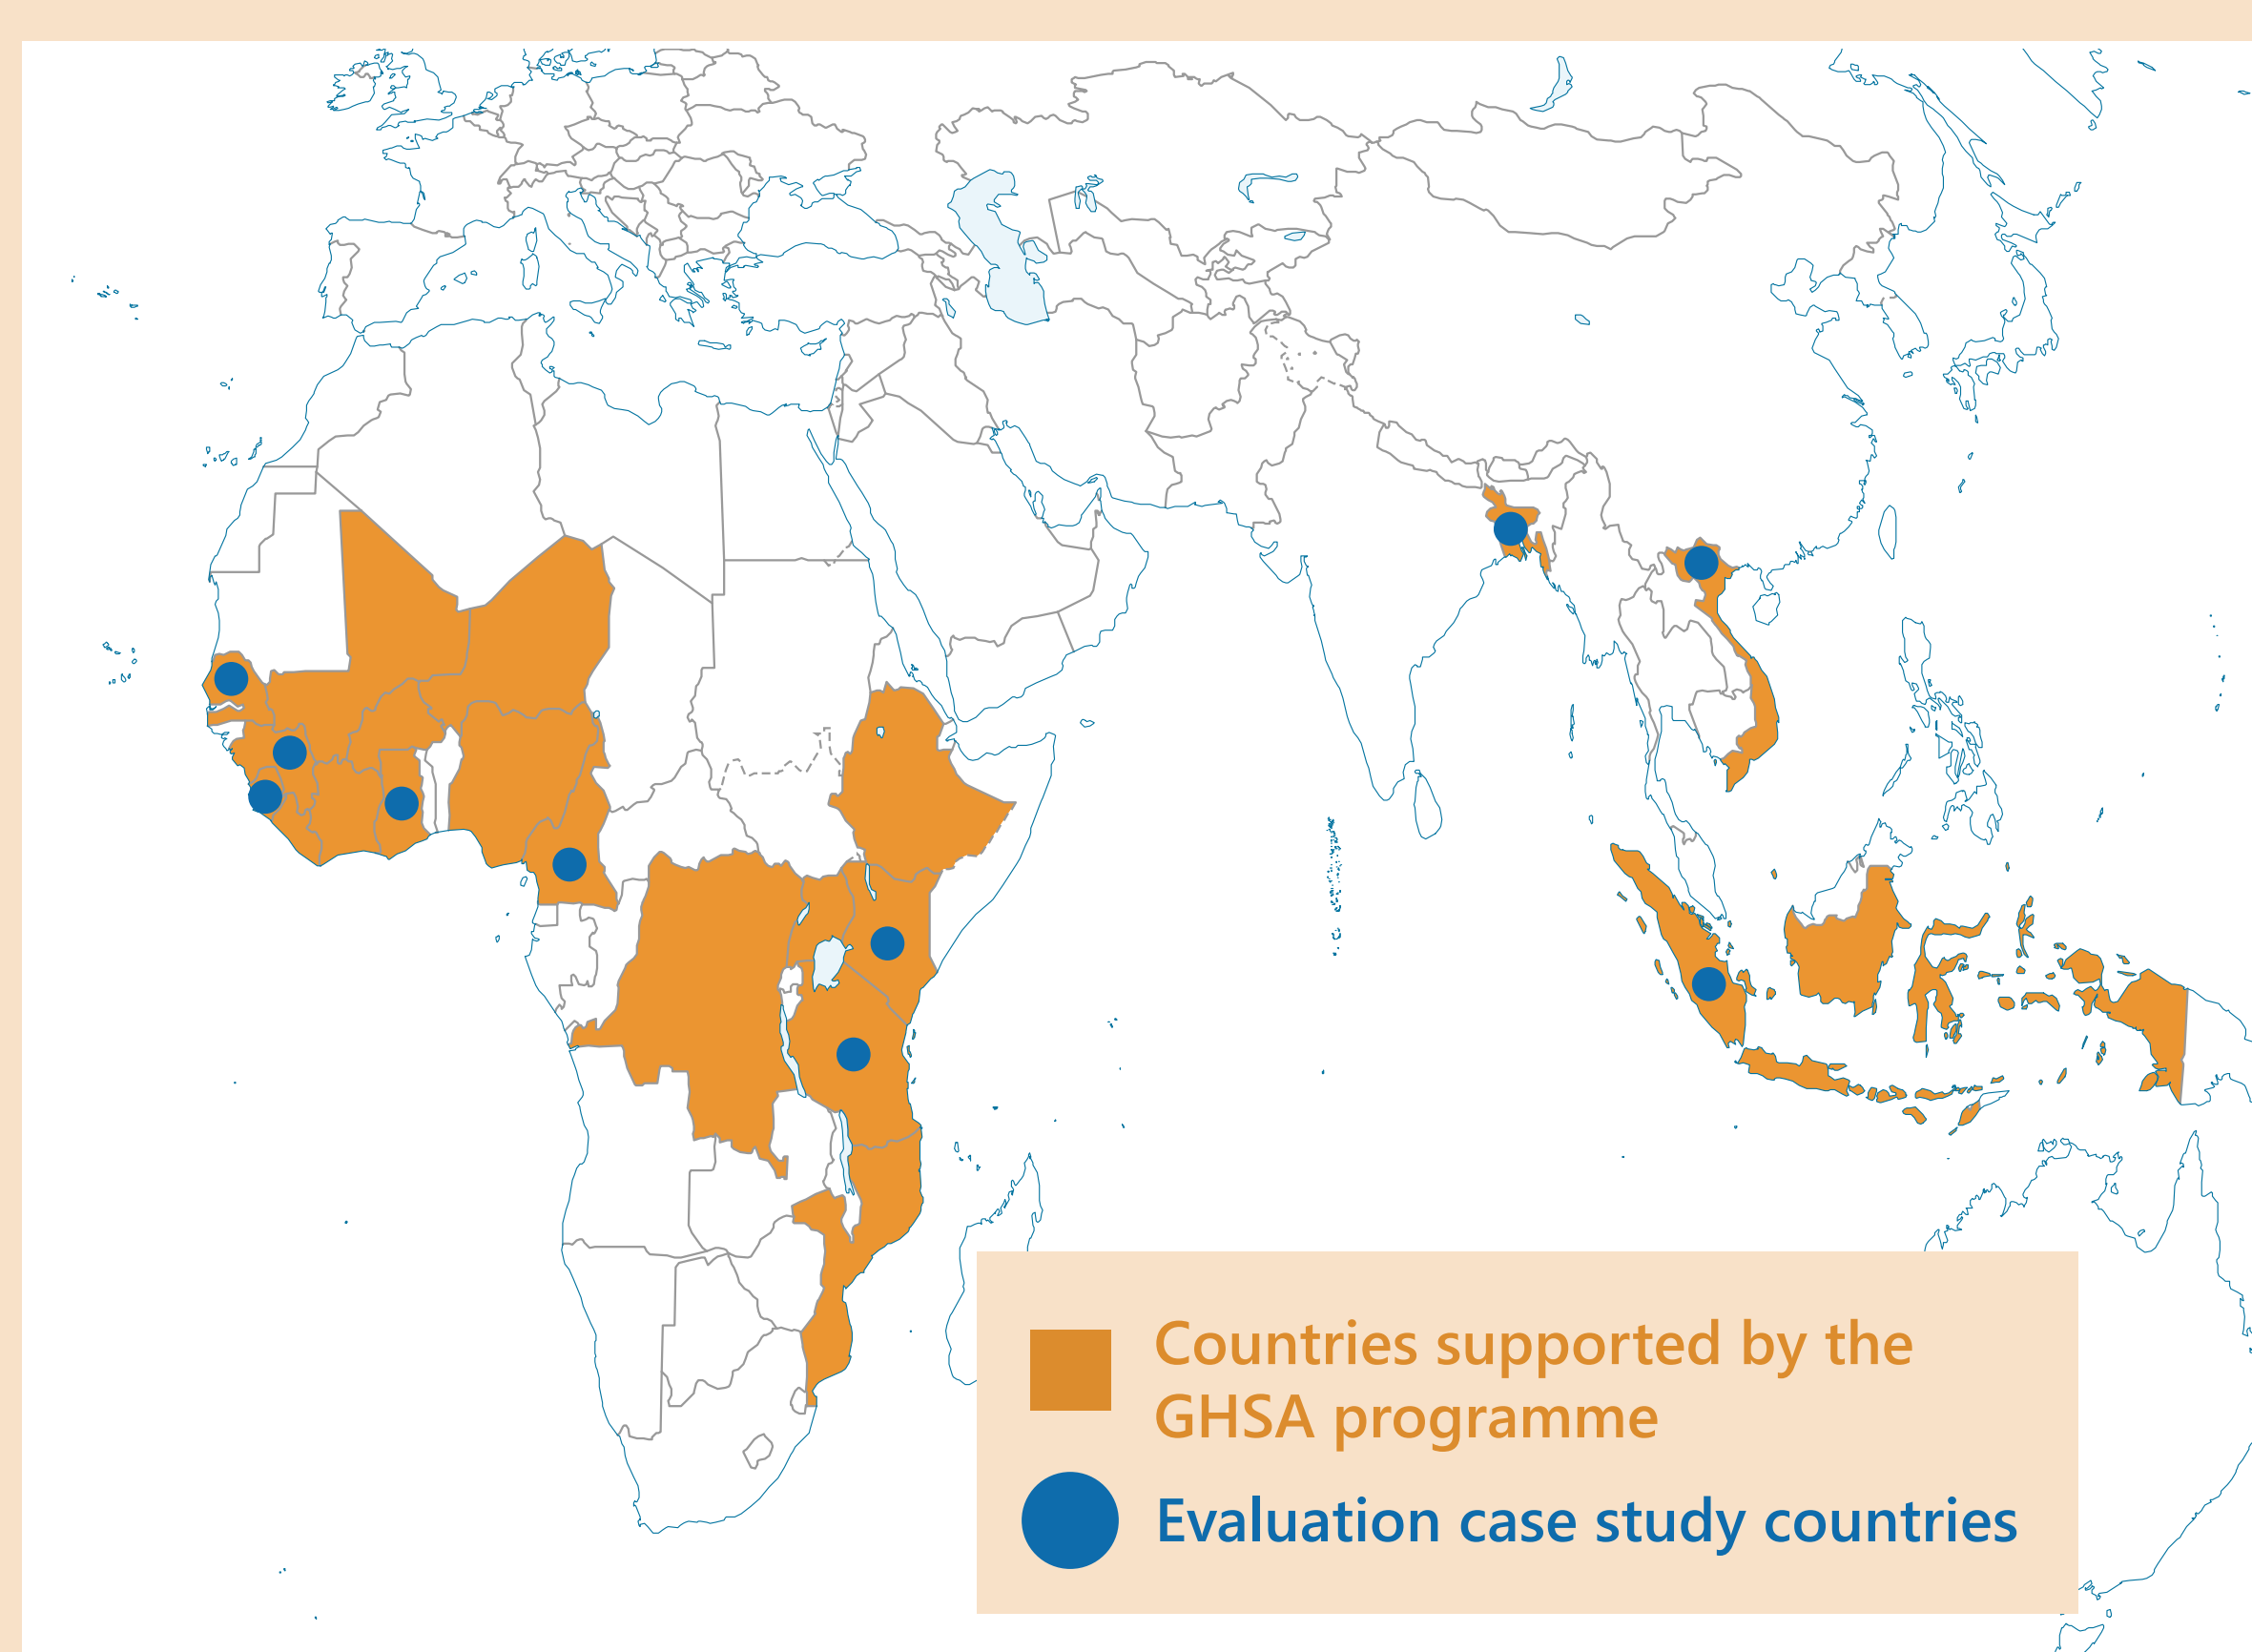 Countries supported by the
GHSA programme
Evaluation case study countries